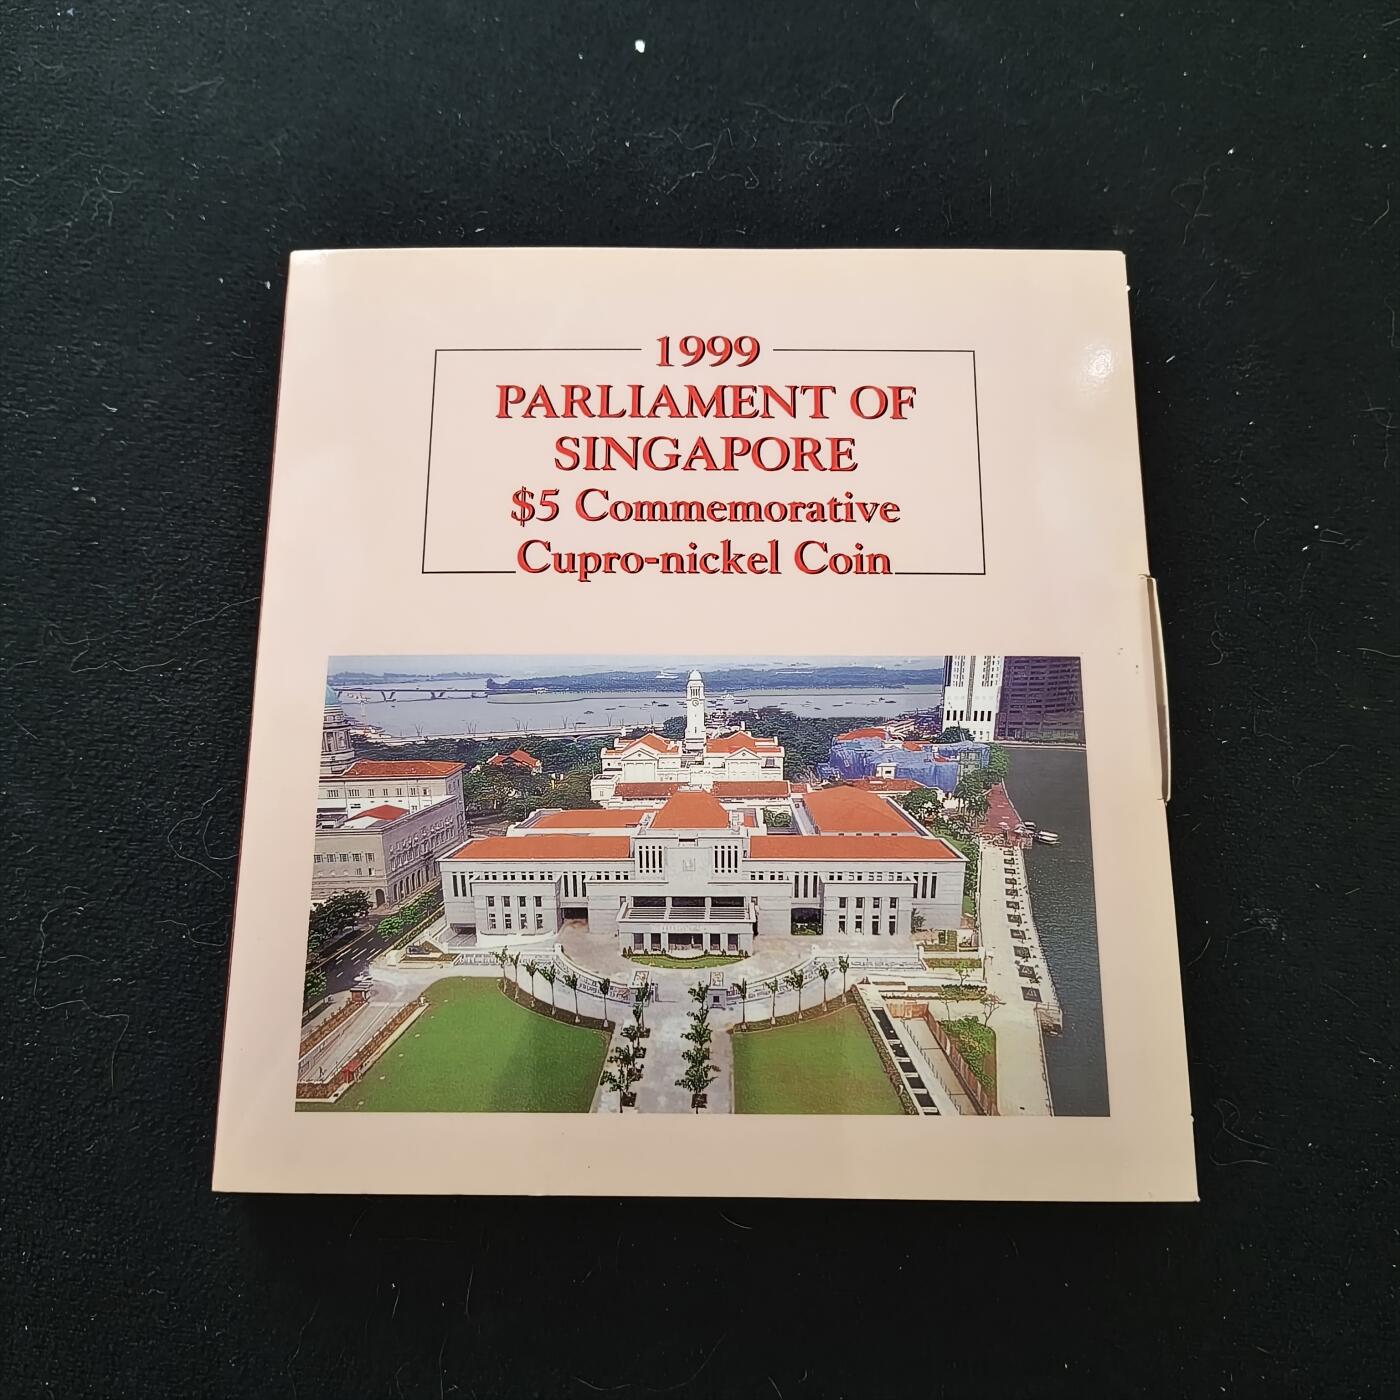 1999
PARLIAMENT OF
SINGAPORE
$5 Commemorative
Cupro-nickel Coin